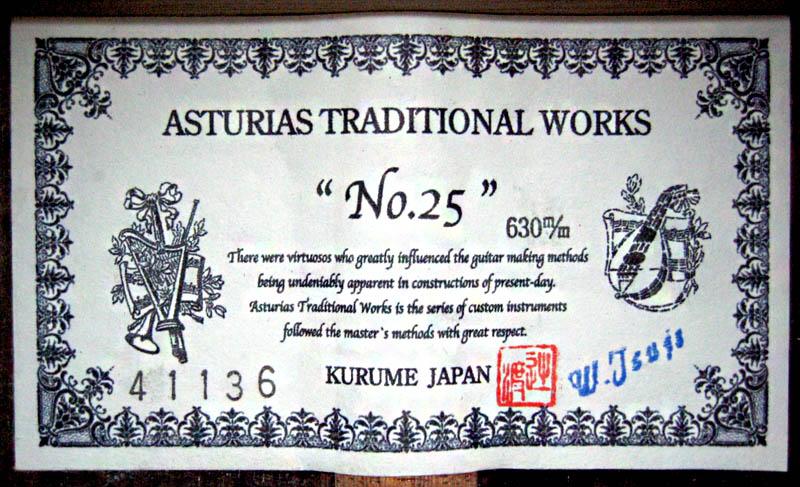 ASTURIAS TRADITIONAL WORKS
“ No.25 ”
630m/m
There were virtuosos who greatly influenced the guitar making methods
being undeniably apparent in constructions of present-day.
Asturias Traditional Works is the series of custom instruments
followed the master`s methods with great respect.
41136
KURUME JAPAN
W. Tsuji